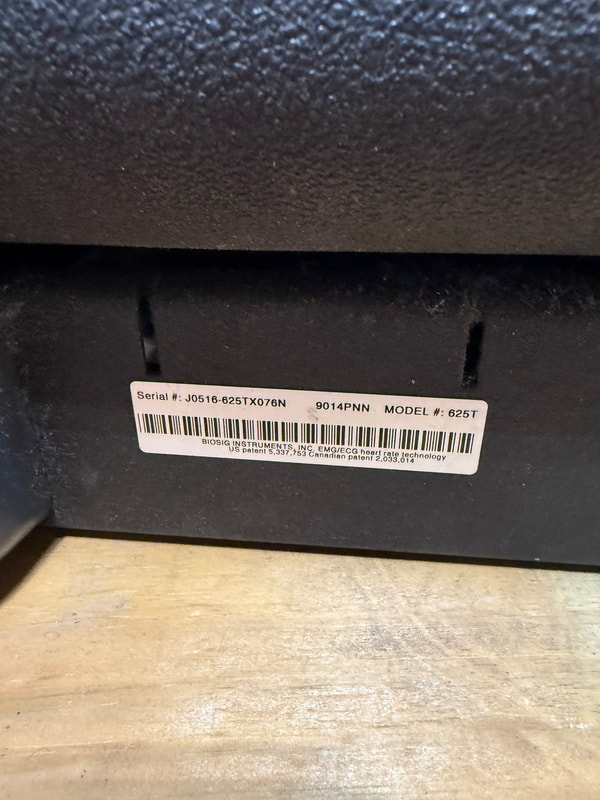 Serial #: J0516-625TX076N 9014PNN MODEL #: 625T
BIOSIG INSTRUMENTS, INC. EMG/ECG heart rate technology
US patent 5,337,753 Canadian patent 2,033,014